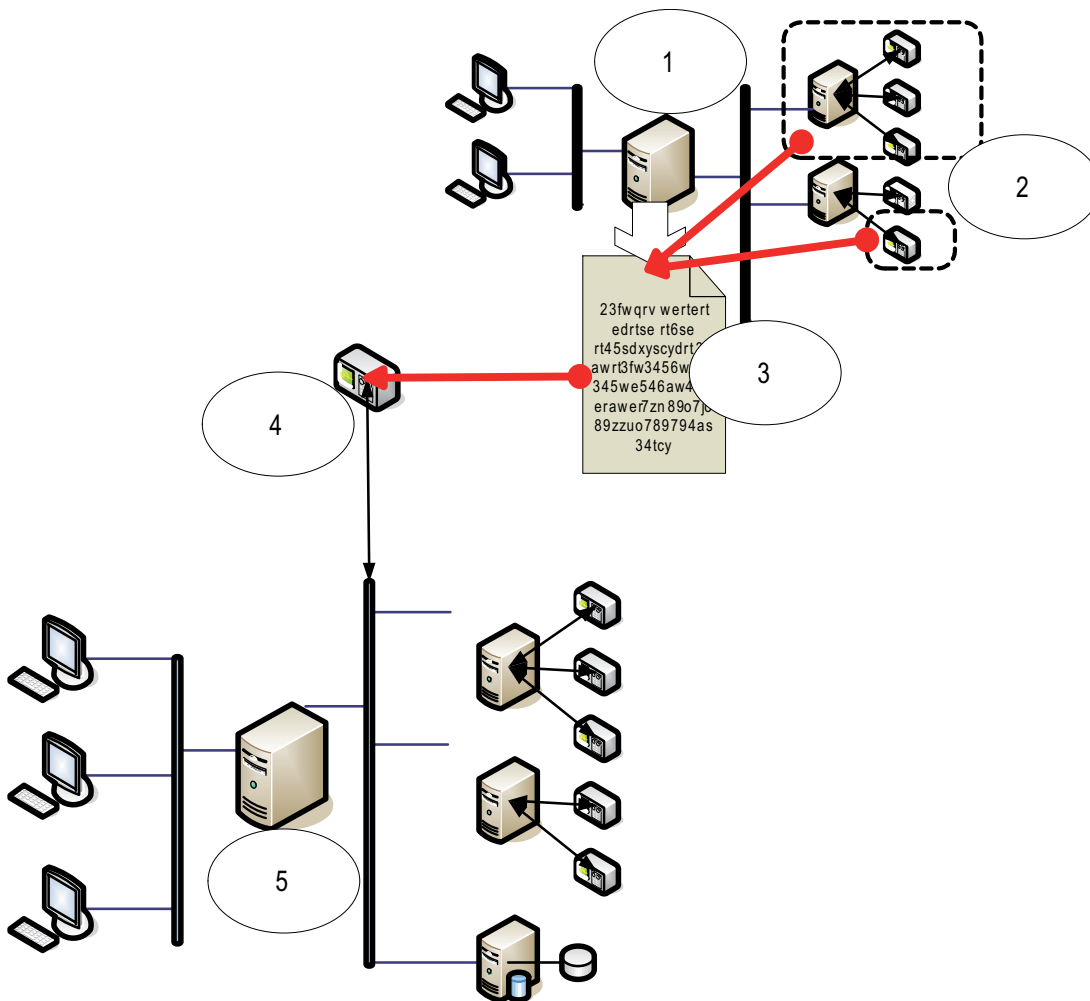 1
2
23fwqrv wertert
edrtse rt6se
rt45sdxyscydrt
awrt3fw3456w
345we546aw4
erawer7zn89o7j
89zzuo789794as
34tcy
3
4
5